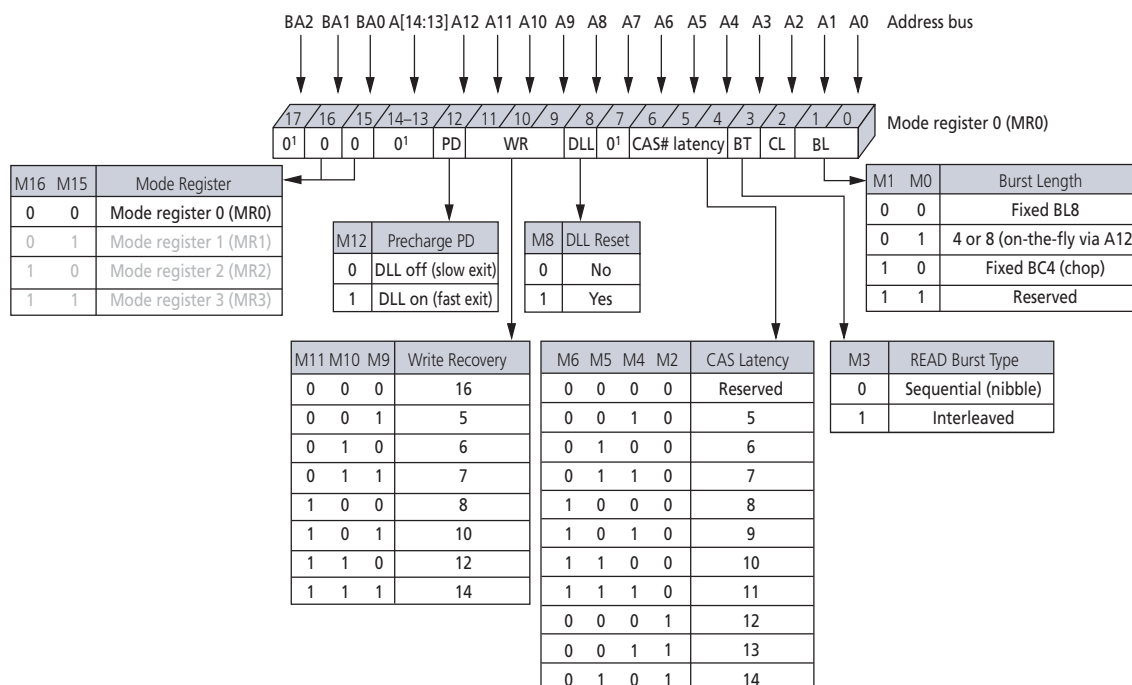 BA2 BA1 BA0 A[14:13] A12 A11 A10 A9 A8 A7 A6 A5 A4 A3 A2 A1 A0 Address bus
17 16 15 14–13 12 11 10 9 8 7 6 5 4 3 2 1 0
Mode register 0 (MR0)
0¹ 0 0 0¹ PD WR DLL 0¹ CAS# latency BT CL BL
M16 M15 Mode Register
0 0 Mode register 0 (MR0)
0 1 Mode register 1 (MR1)
1 0 Mode register 2 (MR2)
1 1 Mode register 3 (MR3)
M12 Precharge PD
0 DLL off (slow exit)
1 DLL on (fast exit)
M8 DLL Reset
0 No
1 Yes
M1 M0 Burst Length
0 0 Fixed BL8
0 1 4 or 8 (on-the-fly via A12
1 0 Fixed BC4 (chop)
1 1 Reserved
M11 M10 M9 Write Recovery
0 0 0 16
0 0 1 5
0 1 0 6
0 1 1 7
1 0 0 8
1 0 1 10
1 1 0 12
1 1 1 14
M6 M5 M4 M2 CAS Latency
0 0 0 0 Reserved
0 0 1 0 5
0 1 0 0 6
0 1 1 0 7
1 0 0 0 8
1 0 1 0 9
1 1 0 0 10
1 1 1 0 11
0 0 0 1 12
0 0 1 1 13
0 1 0 1 14
M3 READ Burst Type
0 Sequential (nibble)
1 Interleaved